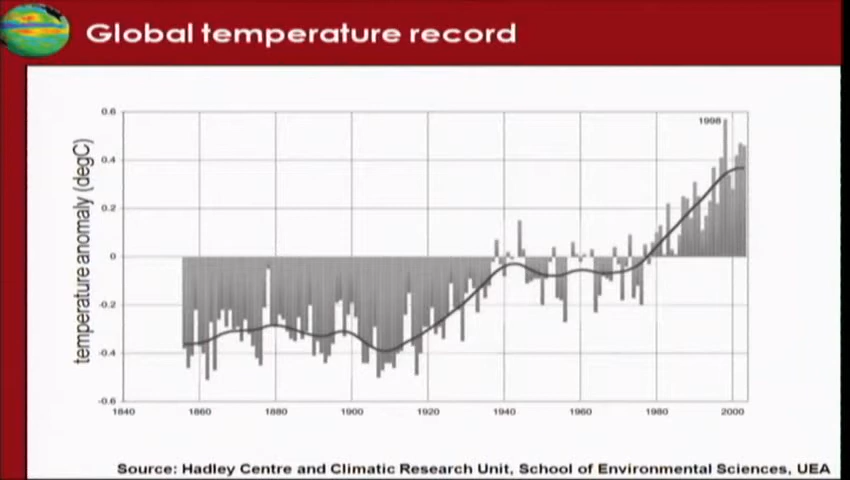 Global temperature record
temperature anomaly (degC)
0.6
0.4
0.2
0
-0.2
-0.4
-0.6
1998
1840 1860 1880 1900 1920 1940 1960 1980 2000
Source: Hadley Centre and Climatic Research Unit, School of Environmental Sciences, UEA